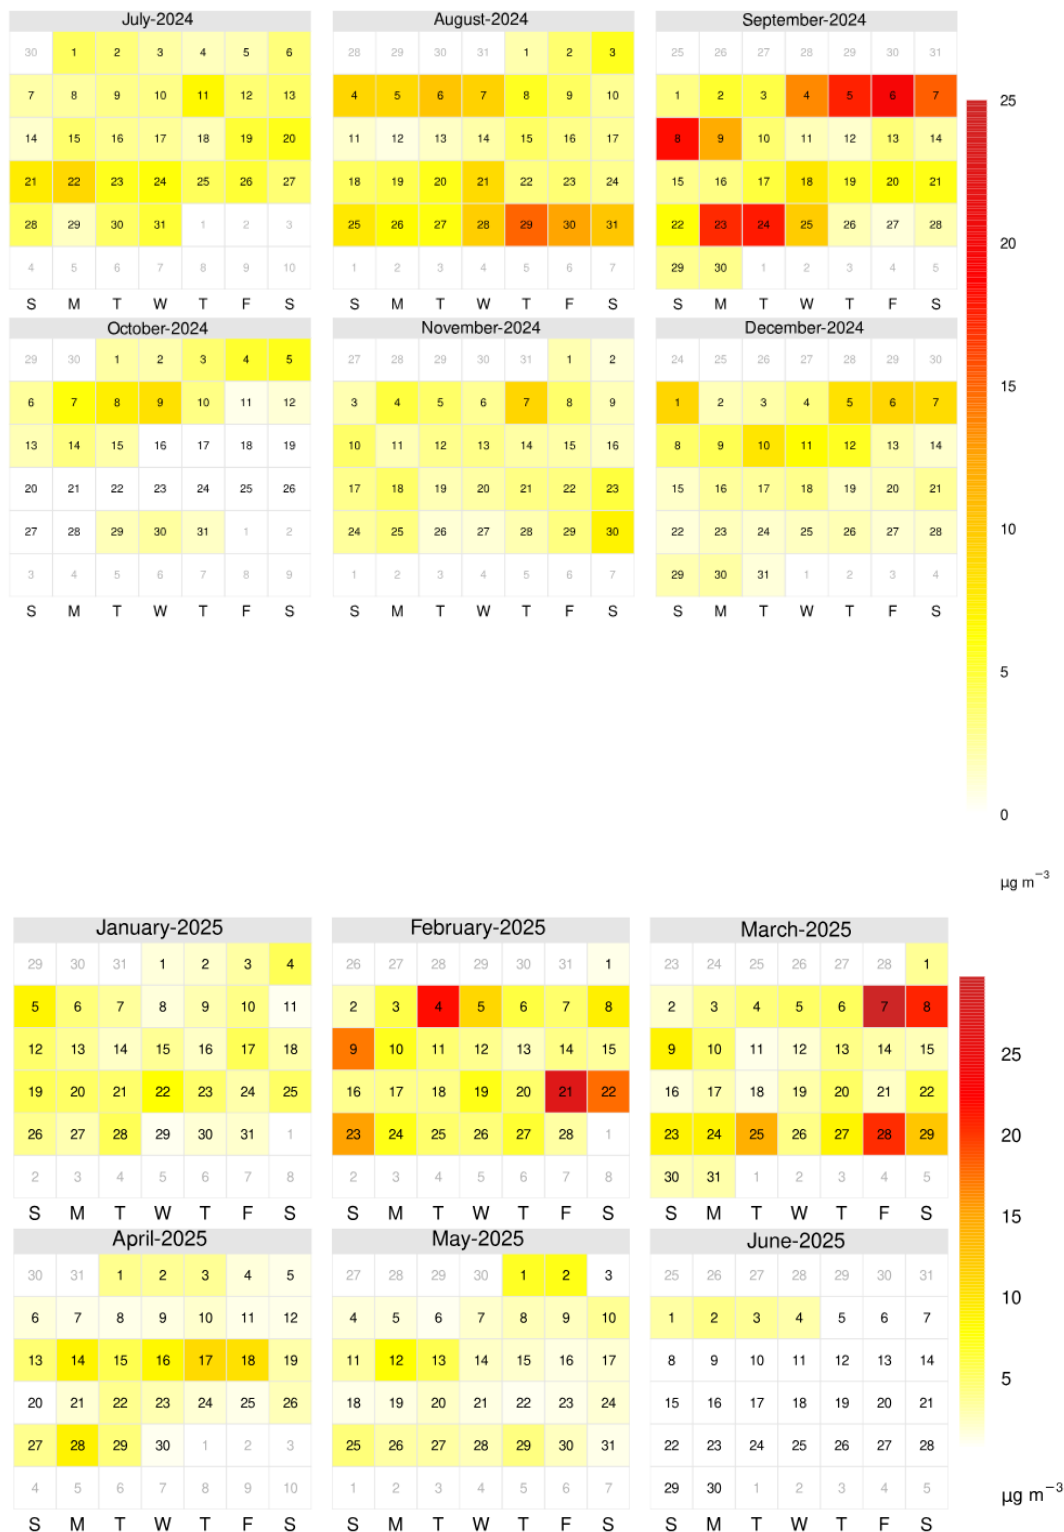 July-2024 August-2024 September-2024
30 1 2 3 4 5 6 28 29 30 31 1 2 3 25 26 27 28 29 30 31
7 8 9 10 11 12 13 4 5 6 7 8 9 10 1 2 3 4 5 6 7 25
14 15 16 17 18 19 20 11 12 13 14 15 16 17 8 9 10 11 12 13 14
21 22 23 24 25 26 27 18 19 20 21 22 23 24 15 16 17 18 19 20 21
28 29 30 31 1 2 3 25 26 27 28 29 30 31 22 23 24 25 26 27 28 20
4 5 6 7 8 9 10 1 2 3 4 5 6 7 29 30 1 2 3 4 5
S M T W T F S S M T W T F S S M T W T F S
October-2024 November-2024 December-2024
29 30 1 2 3 4 5 27 28 29 30 31 1 2 24 25 26 27 28 29 30
6 7 8 9 10 11 12 3 4 5 6 7 8 9 1 2 3 4 5 6 7 15
13 14 15 16 17 18 19 10 11 12 13 14 15 16 8 9 10 11 12 13 14
20 21 22 23 24 25 26 17 18 19 20 21 22 23 15 16 17 18 19 20 21
27 28 29 30 31 1 2 24 25 26 27 28 29 30 22 23 24 25 26 27 28 10
3 4 5 6 7 8 9 1 2 3 4 5 6 7 29 30 31 1 2 3 4
S M T W T F S S M T W T F S S M T W T F S
5
0
µg m⁻³
January-2025 February-2025 March-2025
29 30 31 1 2 3 4 26 27 28 29 30 31 1 23 24 25 26 27 28 1
5 6 7 8 9 10 11 2 3 4 5 6 7 8 2 3 4 5 6 7 8
12 13 14 15 16 17 18 9 10 11 12 13 14 15 9 10 11 12 13 14 15 25
19 20 21 22 23 24 25 16 17 18 19 20 21 22 16 17 18 19 20 21 22
26 27 28 29 30 31 1 23 24 25 26 27 28 1 23 24 25 26 27 28 29 20
2 3 4 5 6 7 8 2 3 4 5 6 7 8 30 31 1 2 3 4 5
S M T W T F S S M T W T F S S M T W T F S 15
April-2025 May-2025 June-2025
30 31 1 2 3 4 5 27 28 29 30 1 2 3 25 26 27 28 29 30 31 10
6 7 8 9 10 11 12 4 5 6 7 8 9 10 1 2 3 4 5 6 7
13 14 15 16 17 18 19 11 12 13 14 15 16 17 8 9 10 11 12 13 14 5
20 21 22 23 24 25 26 18 19 20 21 22 23 24 15 16 17 18 19 20 21
27 28 29 30 1 2 3 25 26 27 28 29 30 31 22 23 24 25 26 27 28
4 5 6 7 8 9 10 1 2 3 4 5 6 7 29 30 1 2 3 4 5 µg m⁻³
S M T W T F S S M T W T F S S M T W T F S